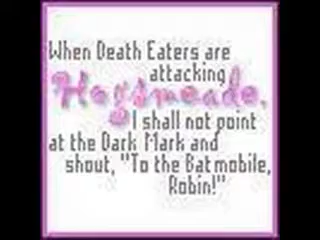 When Death Eaters are
attacking
Hogsmeade,
I shall not point
at the Dark Mark and
shout, "To the Batmobile,
Robin!"